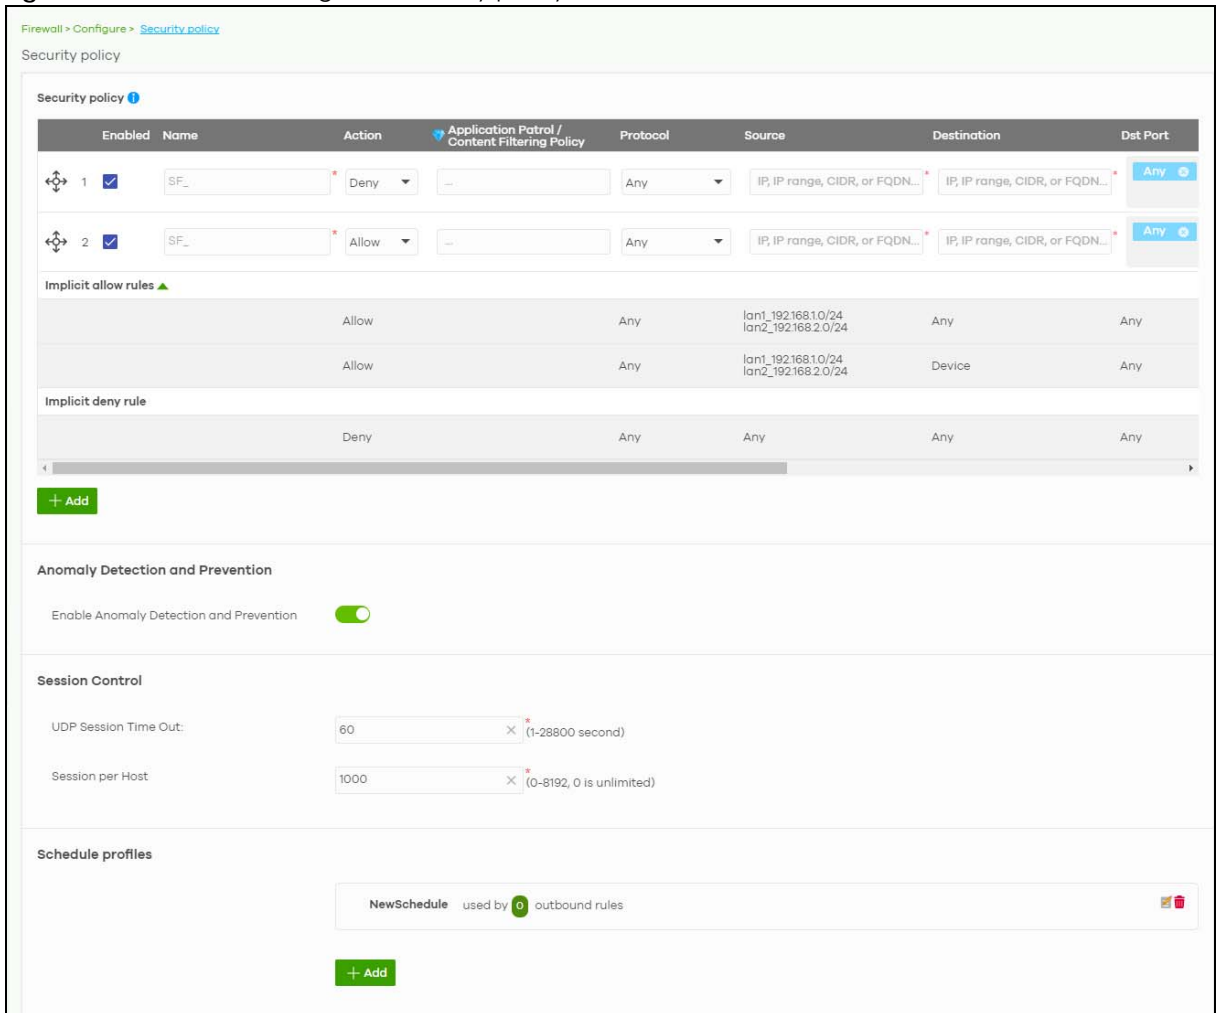 Firewall > Configure > Security policy
Security policy
Security policy
Enabled Name Action Application Patrol / Content Filtering Policy Protocol Source Destination Dst Port
1 SF_ * Deny ... Any IP, IP range, CIDR, or FQDN... * IP, IP range, CIDR, or FQDN... * Any
2 SF_ * Allow ... Any IP, IP range, CIDR, or FQDN... * IP, IP range, CIDR, or FQDN... * Any
Implicit allow rules
Allow Any lan1_192.168.1.0/24 lan2_192.168.2.0/24 Any Any
Allow Any lan1_192.168.1.0/24 lan2_192.168.2.0/24 Device Any
Implicit deny rule
Deny Any Any Any Any
+ Add
Anomaly Detection and Prevention
Enable Anomaly Detection and Prevention
Session Control
UDP Session Time Out: 60 × * (1-28800 second)
Session per Host 1000 × * (0-8192, 0 is unlimited)
Schedule profiles
NewSchedule used by 0 outbound rules
+ Add